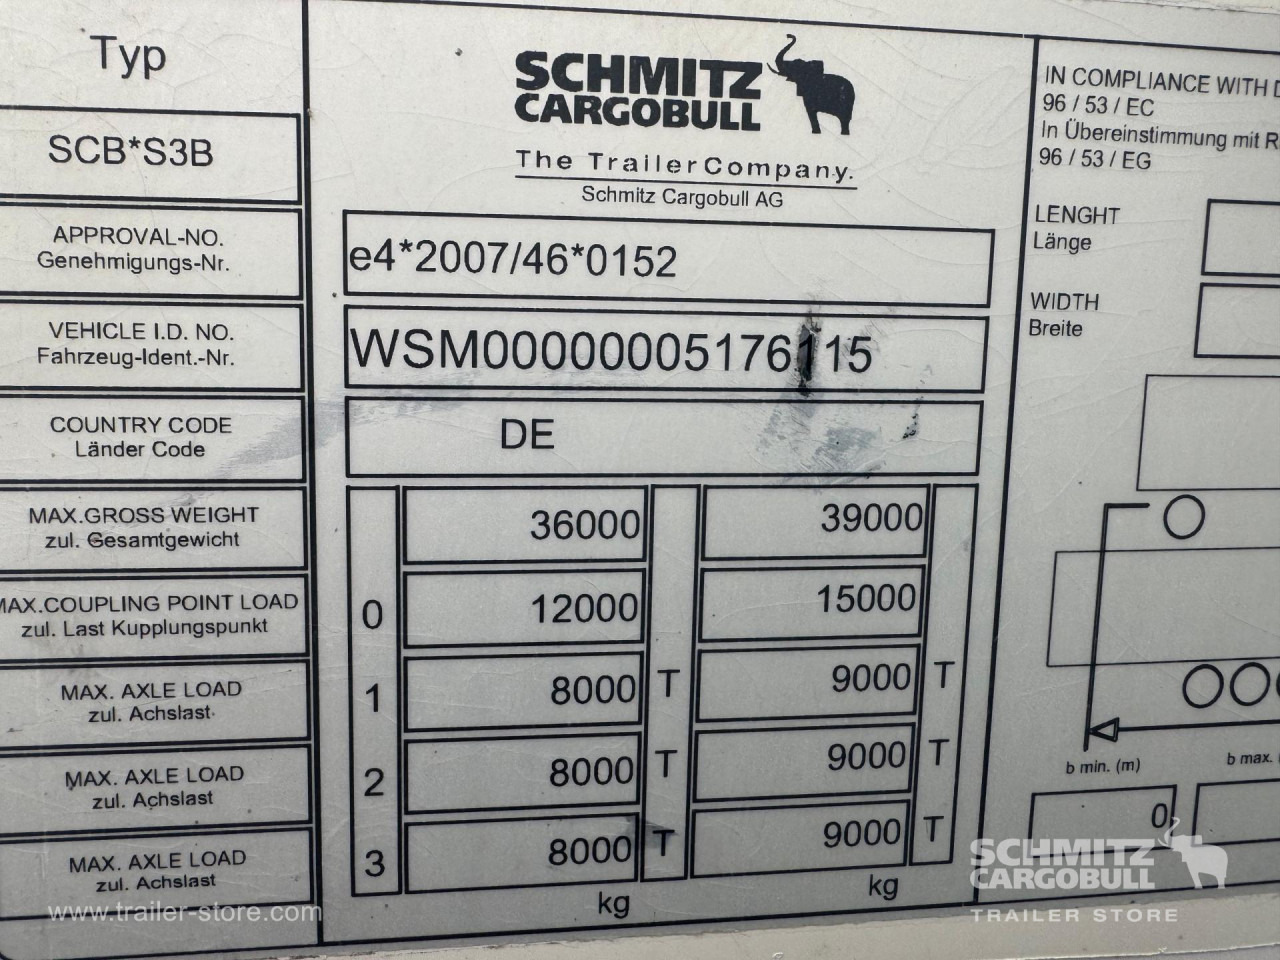 Typ
SCB*S3B
SCHMITZ
CARGOBULL
The Trailer Company.
Schmitz Cargobull AG
APPROVAL-NO.
Genehmigungs-Nr.
e4*2007/46*0152
VEHICLE I.D. NO.
Fahrzeug-Ident.-Nr.
WSM00000005176115
COUNTRY CODE
Länder Code
DE
MAX.GROSS WEIGHT
zul. Gesamtgewicht
36000 39000
MAX.COUPLING POINT LOAD
zul. Last Kupplungspunkt
0 12000 15000
MAX. AXLE LOAD
zul. Achslast
1 8000 T 9000 T
MAX. AXLE LOAD
zul. Achslast
2 8000 T 9000 T
MAX. AXLE LOAD
zul. Achslast
3 8000 T 9000 T
kg kg
IN COMPLIANCE WITH
96 / 53 / EC
In Übereinstimmung mit
96 / 53 / EG
LENGHT
Länge
WIDTH
Breite
b min. (m) b max.
0
www.trailer-store.com
SCHMITZ
CARGOBULL
TRAILER STORE